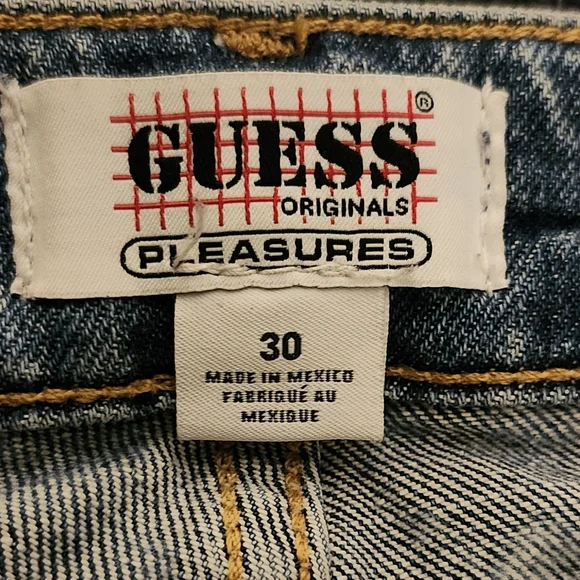 GUESS®
ORIGINALS
PLEASURES
30
MADE IN MEXICO
FABRIQUÉ AU
MEXIQUE